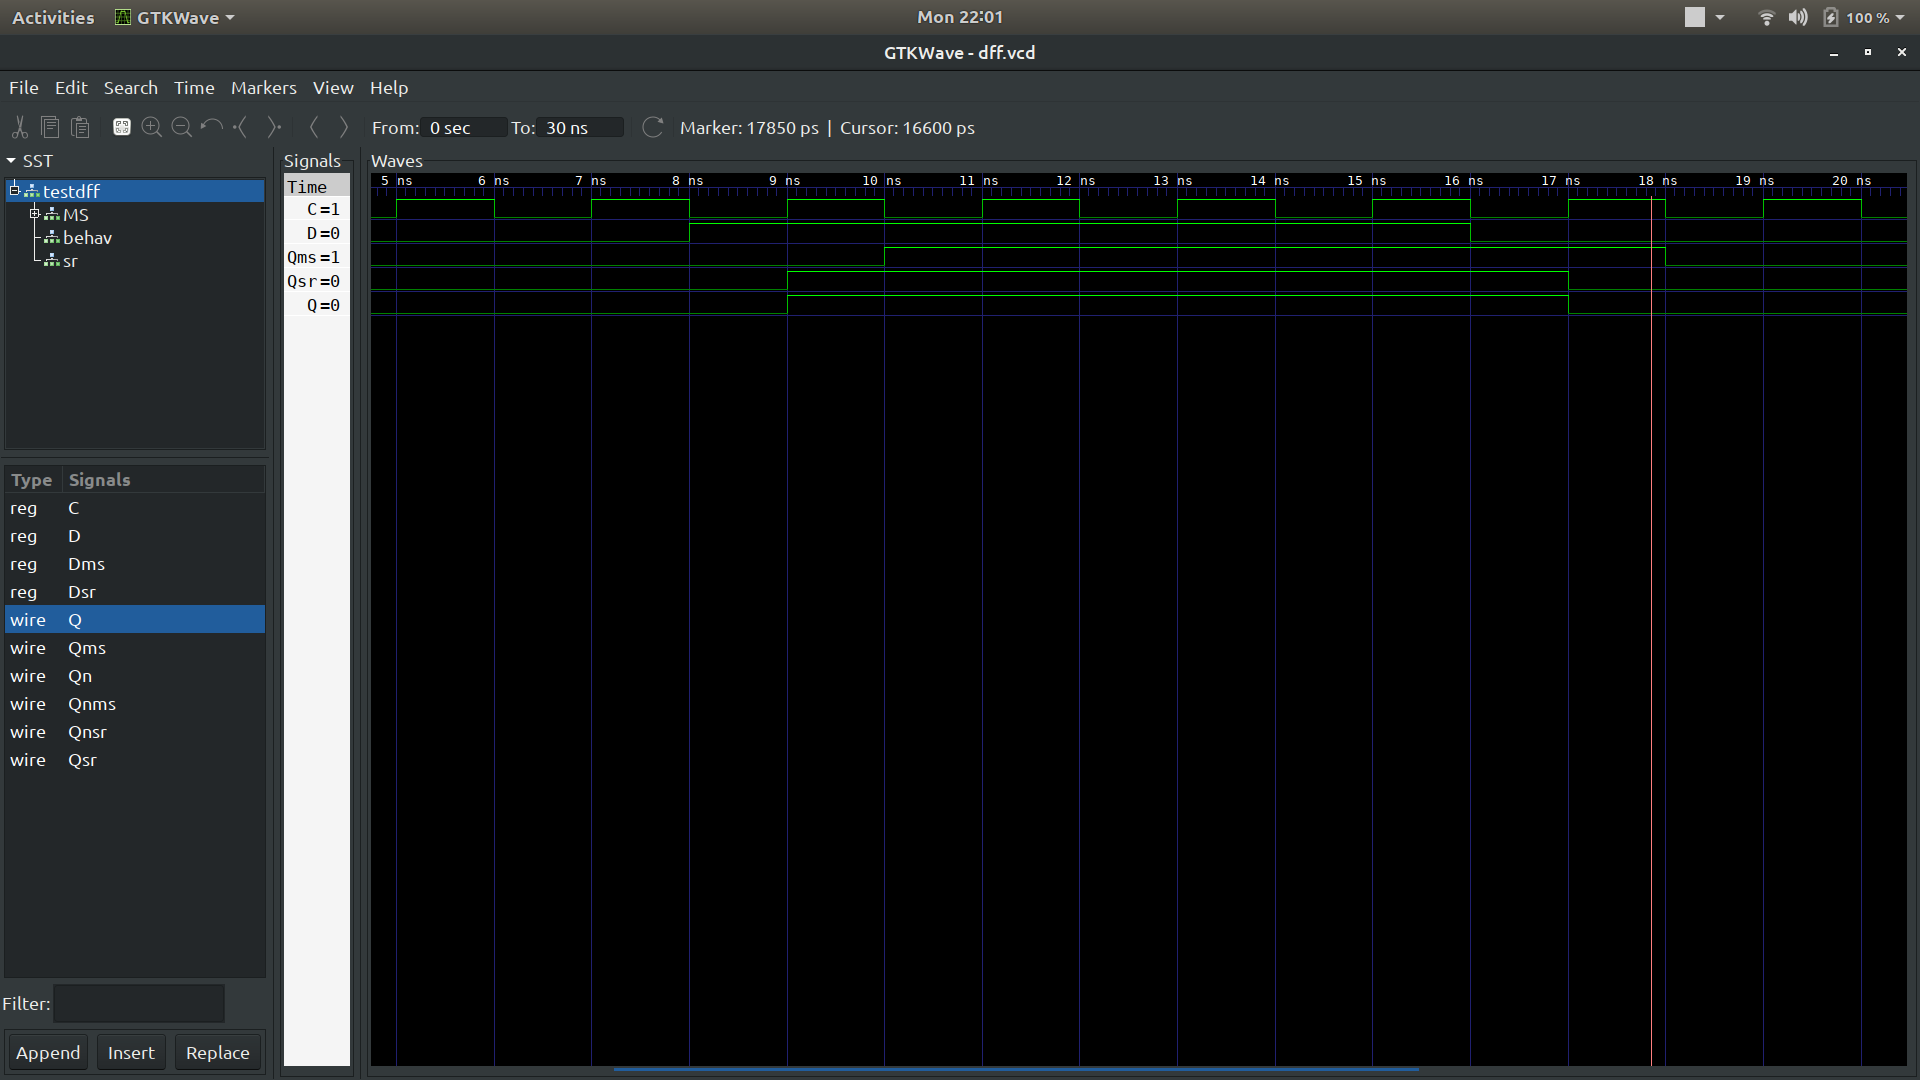 Activities GTKWave Mon 22:01 100 %
GTKWave - dff.vcd
File Edit Search Time Markers View Help
From: 0 sec To: 30 ns Marker: 17850 ps | Cursor: 16600 ps
SST
testdff
MS
behav
sr
Type Signals
reg C
reg D
reg Dms
reg Dsr
wire Q
wire Qms
wire Qn
wire Qnms
wire Qnsr
wire Qsr
Filter:
Append Insert Replace
Signals
Time
C=1
D=0
Qms=1
Qsr=0
Q=0
Waves
5 ns 6 ns 7 ns 8 ns 9 ns 10 ns 11 ns 12 ns 13 ns 14 ns 15 ns 16 ns 17 ns 18 ns 19 ns 20 ns